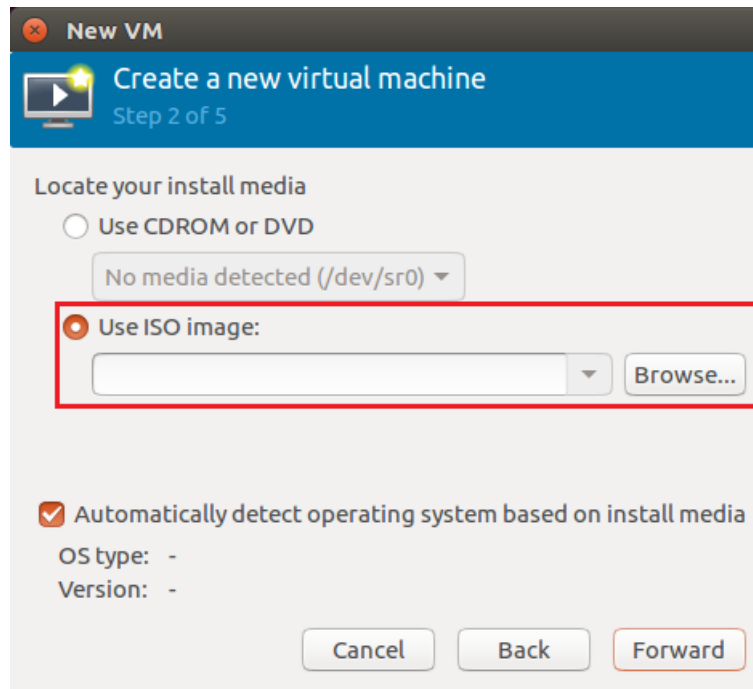 New VM
Create a new virtual machine
Step 2 of 5
Locate your install media
Use CDROM or DVD
No media detected (/dev/sr0)
Use ISO image:
Browse...
Automatically detect operating system based on install media
OS type: -
Version: -
Cancel Back Forward